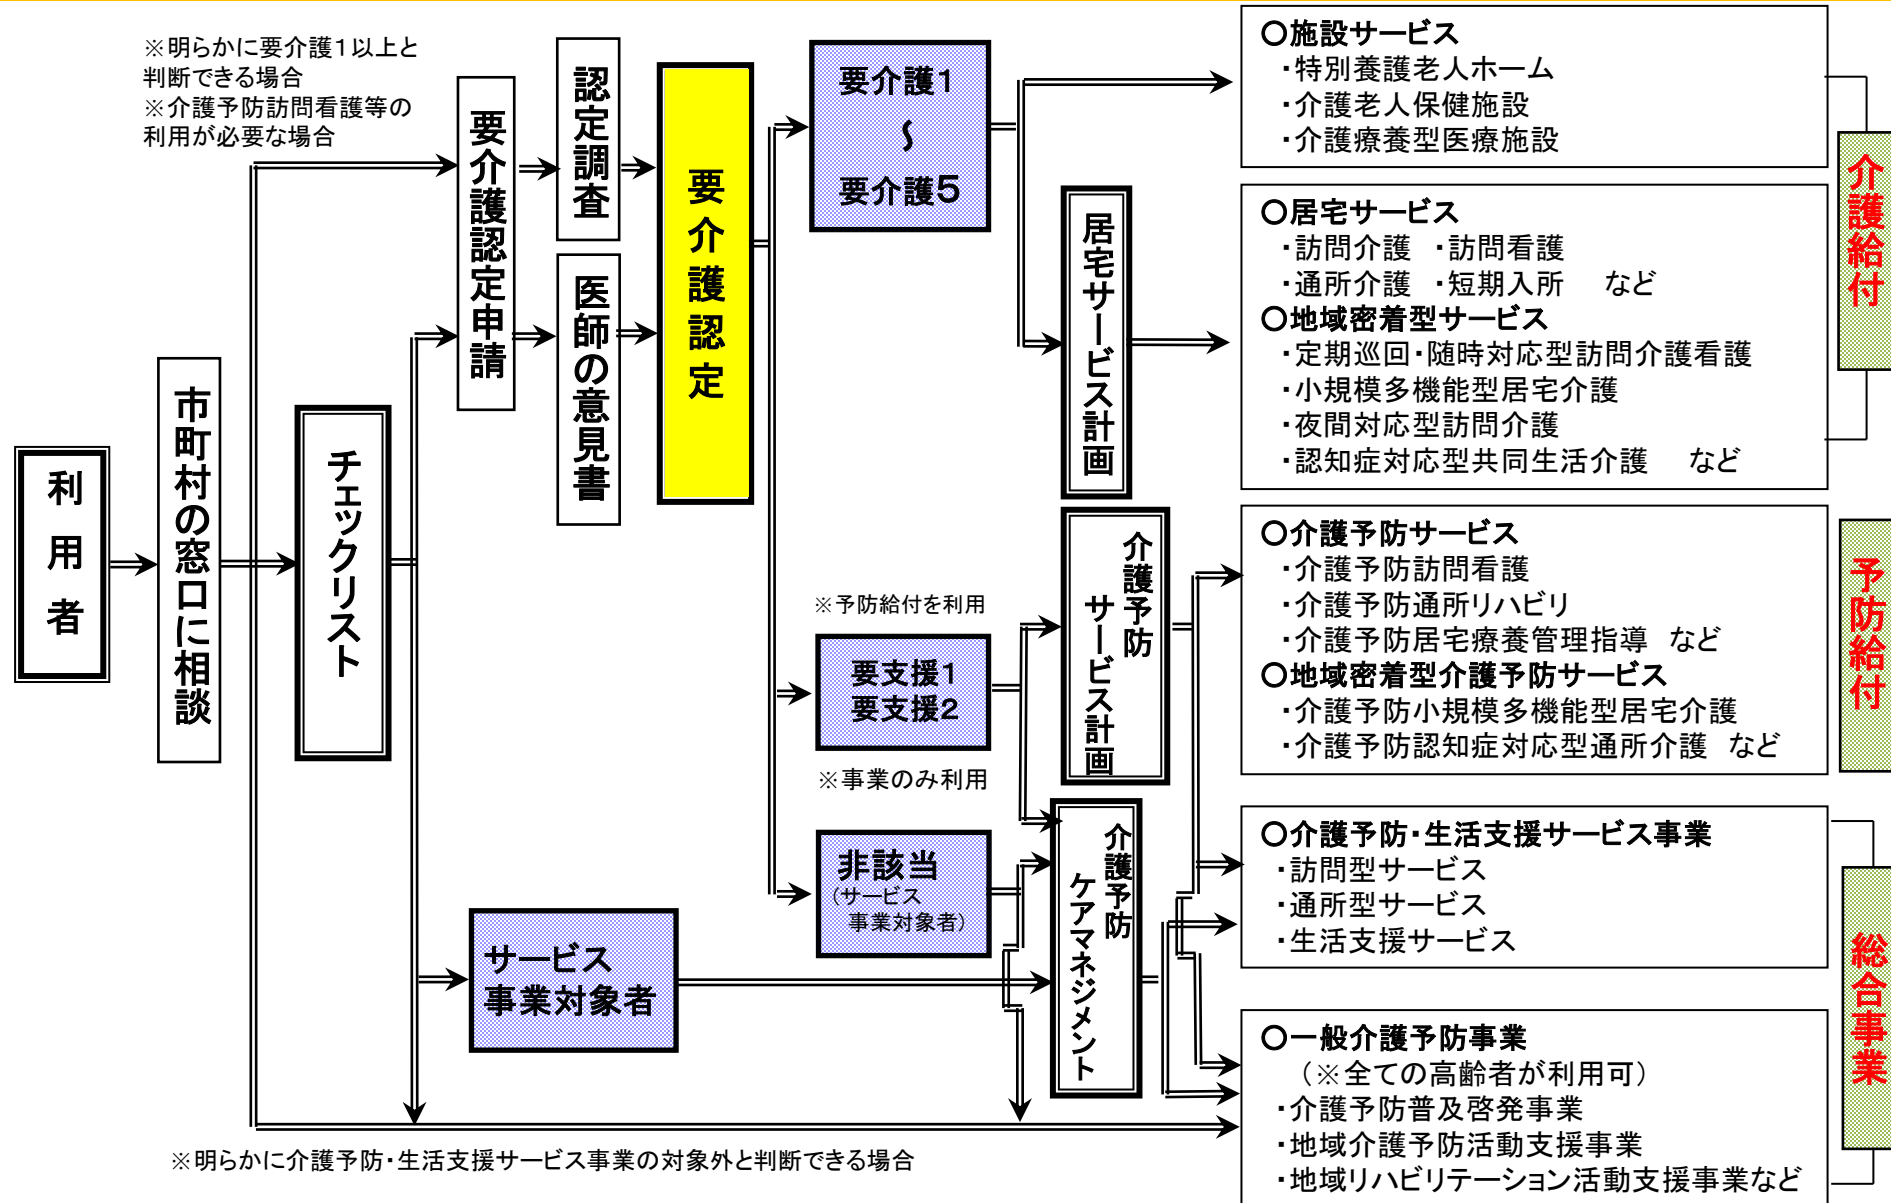 ※明らかに要介護１以上と
判断できる場合
※介護予防訪問看護等の
利用が必要な場合
利用者
市町村の窓口に相談
チェックリスト
要介護認定申請
認定調査
医師の意見書
要介護認定
要介護１
～
要介護５
※予防給付を利用
要支援１
要支援２
※事業のみ利用
非該当
（サービス
事業対象者）
サービス
事業対象者
居宅サービス計画
介護予防
サービス計画
介護予防
ケアマネジメント
○施設サービス
・特別養護老人ホーム
・介護老人保健施設
・介護療養型医療施設
○居宅サービス
・訪問介護　・訪問看護
・通所介護　・短期入所　など
○地域密着型サービス
・定期巡回・随時対応型訪問介護看護
・小規模多機能型居宅介護
・夜間対応型訪問介護
・認知症対応型共同生活介護　など
介護給付
○介護予防サービス
・介護予防訪問看護
・介護予防通所リハビリ
・介護予防居宅療養管理指導　など
○地域密着型介護予防サービス
・介護予防小規模多機能型居宅介護
・介護予防認知症対応型通所介護　など
予防給付
○介護予防・生活支援サービス事業
・訪問型サービス
・通所型サービス
・生活支援サービス
○一般介護予防事業
（※全ての高齢者が利用可）
・介護予防普及啓発事業
・地域介護予防活動支援事業
・地域リハビリテーション活動支援事業など
総合事業
※明らかに介護予防・生活支援サービス事業の対象外と判断できる場合